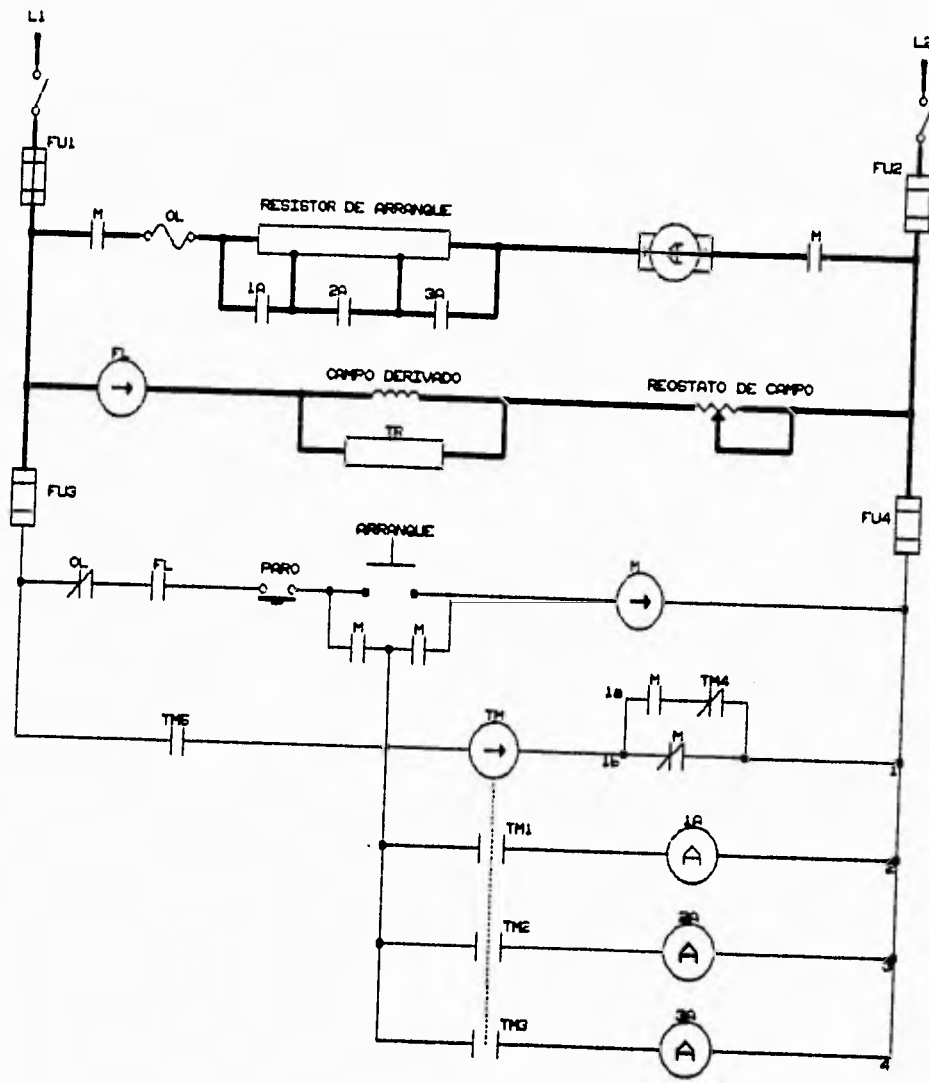 L1
L2
FU1
FU2
RESISTOR DE ARRANQUE
M
OL
A
M
1A
2A
3A
FL
CAMPO DERIVADO
REOSTATO DE CAMPO
TR
FU3
FU4
ARRANQUE
OL
FL
PARO
M
M
M
1a
M
TM4
TM5
TM
1b
M
1
TM1
1A
A
2
TM2
2A
A
3
TM3
3A
A
4